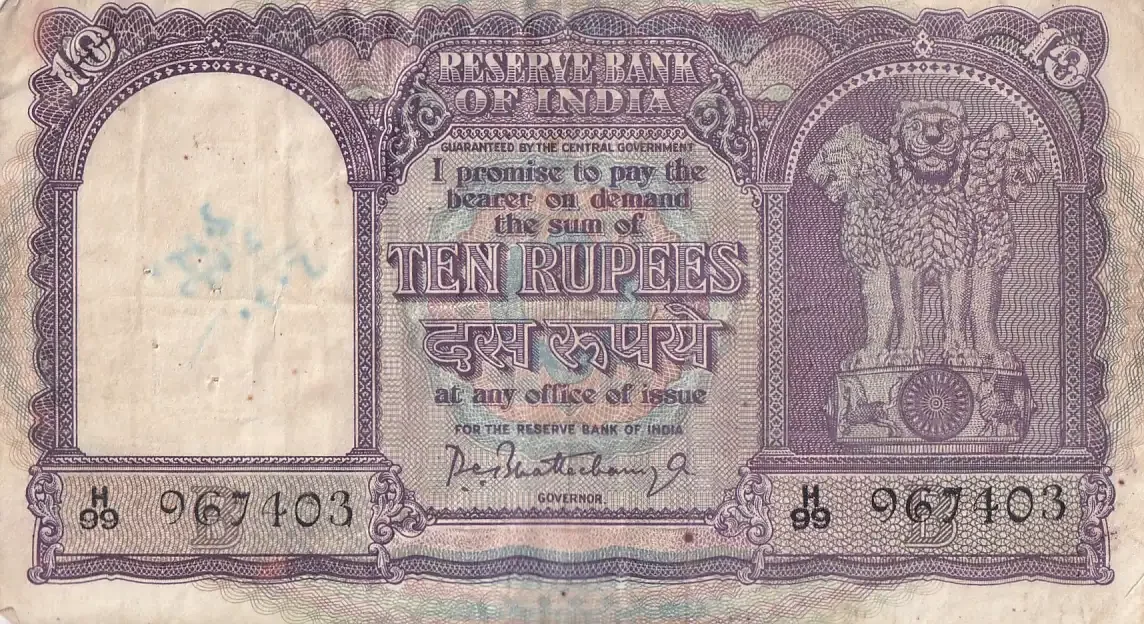 10
10
RESERVE BANK
OF INDIA
GUARANTEED BY THE CENTRAL GOVERNMENT
I promise to pay the
bearer on demand
the sum of
TEN RUPEES
दस रुपये
at any office of issue
FOR THE RESERVE BANK OF INDIA
GOVERNOR.
H
99 967403
H
99 967403